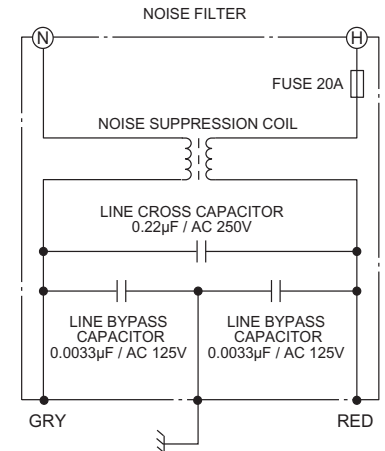 NOISE FILTER
N
H
FUSE 20A
NOISE SUPPRESSION COIL
LINE CROSS CAPACITOR
0.22µF / AC 250V
LINE BYPASS
CAPACITOR
0.0033µF / AC 125V
LINE BYPASS
CAPACITOR
0.0033µF / AC 125V
GRY
RED